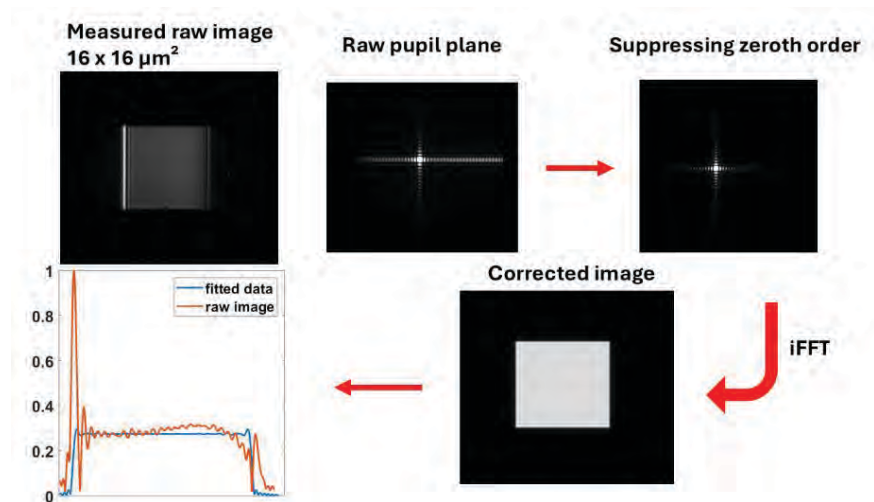 Measured raw image
16 x 16 µm²
Raw pupil plane
Suppressing zeroth order
1
0.8
0.6
0.4
0.2
0
fitted data
raw image
Corrected image
iFFT